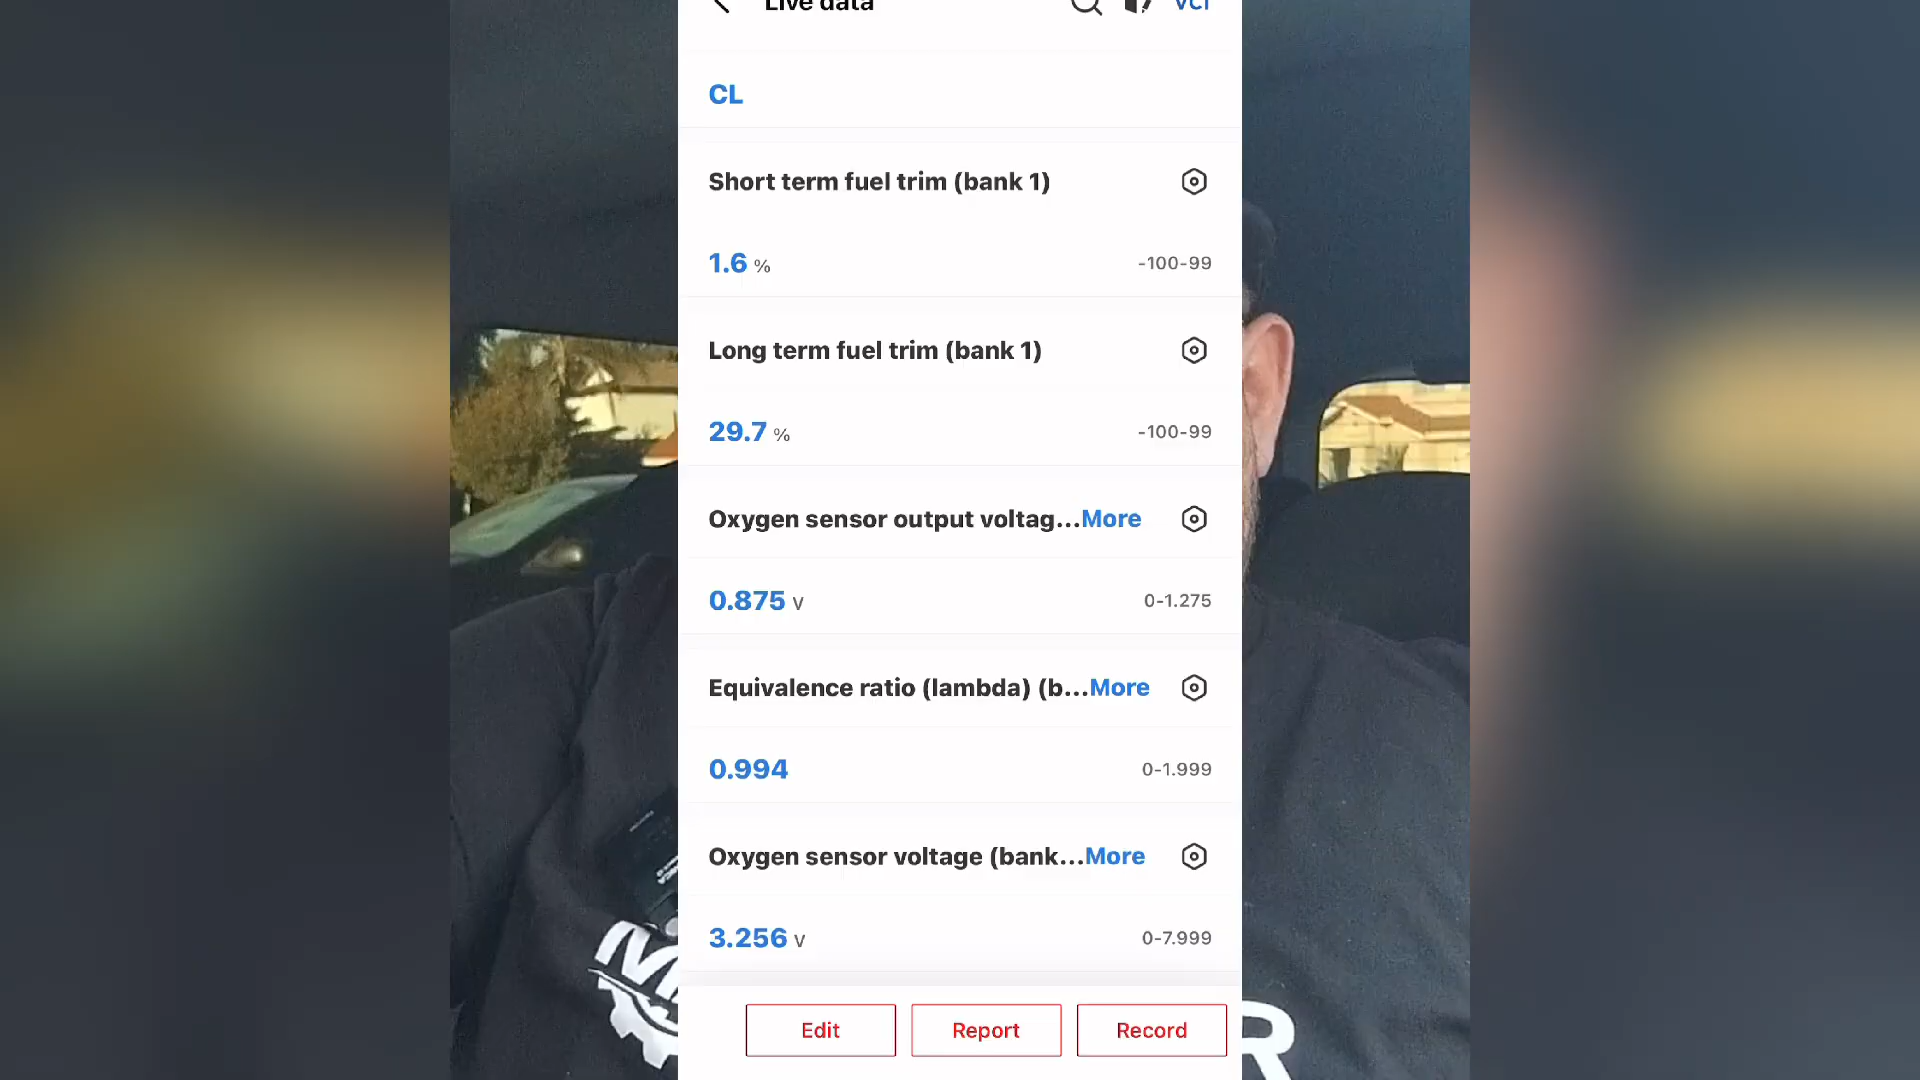 Live data
VCI
CL
Short term fuel trim (bank 1)
1.6 %
-100-99
Long term fuel trim (bank 1)
29.7 %
-100-99
Oxygen sensor output voltag...More
0.875 V
0-1.275
Equivalence ratio (lambda) (b...More
0.994
0-1.999
Oxygen sensor voltage (bank...More
3.256 V
0-7.999
Edit
Report
Record